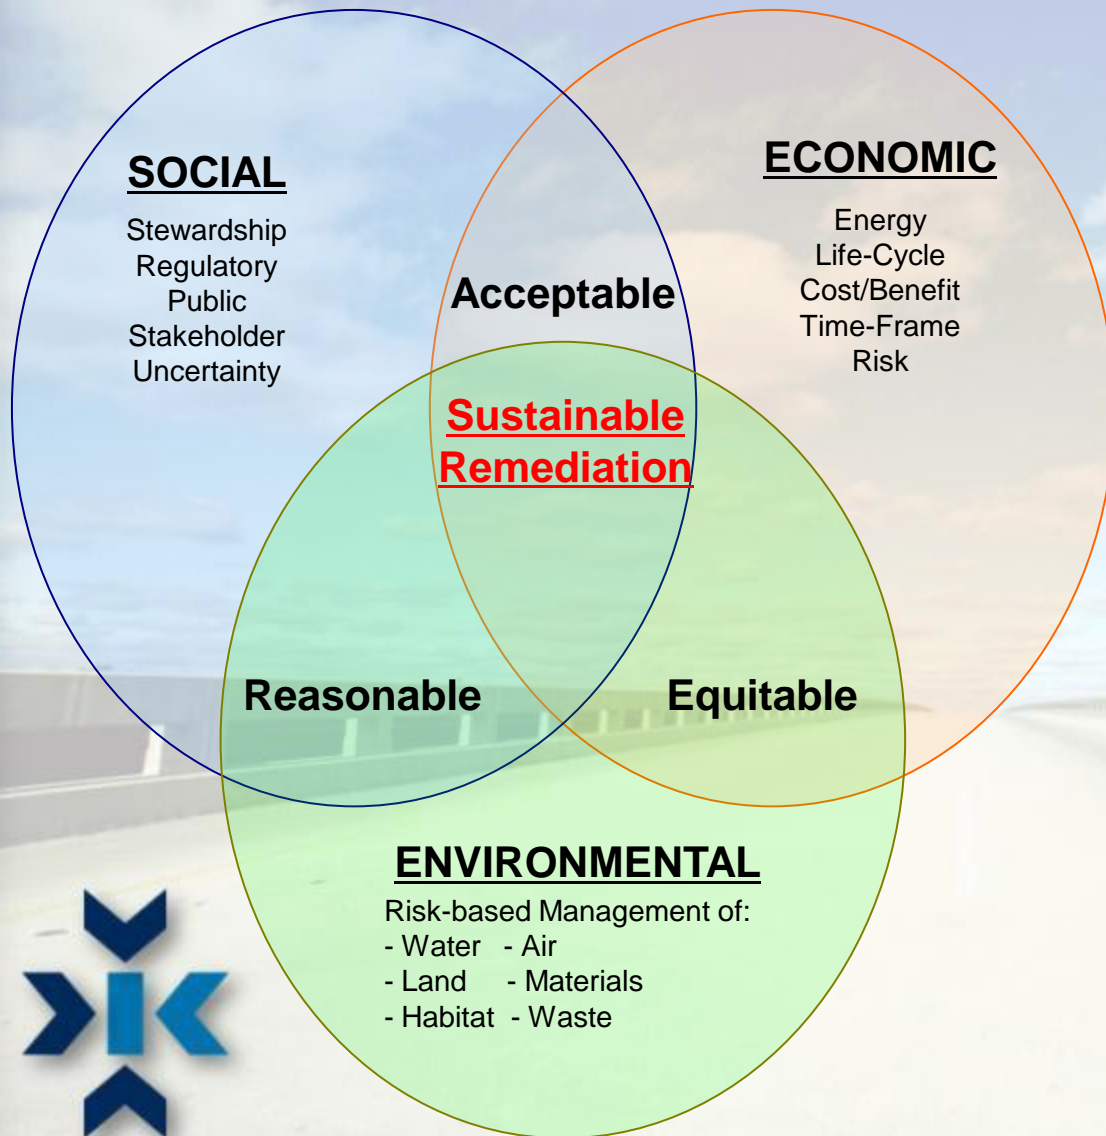 SOCIAL
Stewardship
Regulatory
Public
Stakeholder
Uncertainty
ECONOMIC
Energy
Life-Cycle
Cost/Benefit
Time-Frame
Risk
Acceptable
Sustainable
Remediation
Reasonable
Equitable
ENVIRONMENTAL
Risk-based Management of:
- Water - Air
- Land - Materials
- Habitat - Waste